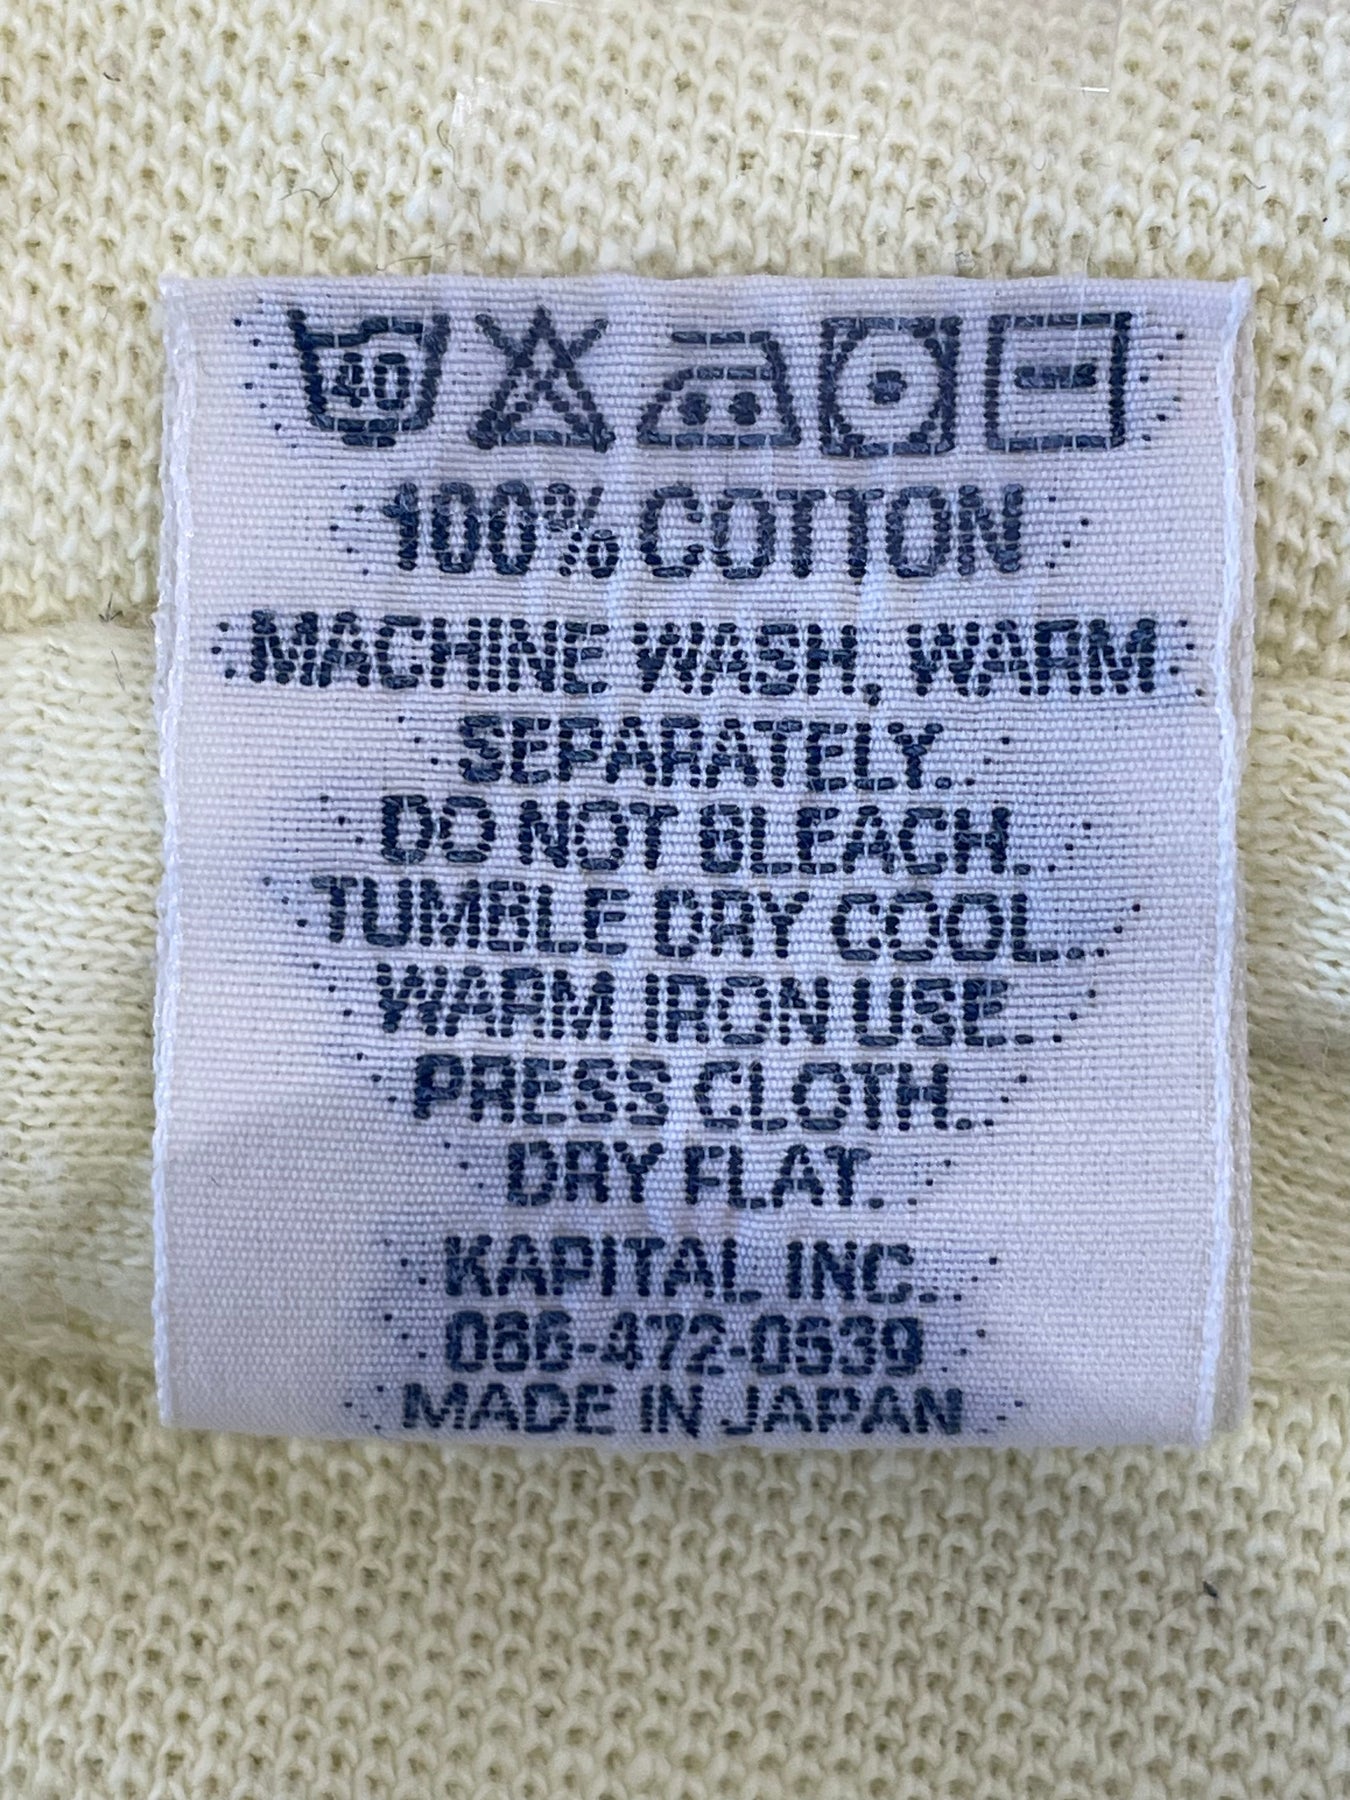 40
100% COTTON
MACHINE WASH, WARM
SEPARATELY.
DO NOT BLEACH.
TUMBLE DRY COOL.
WARM IRON USE.
PRESS CLOTH.
DRY FLAT.
KAPITAL INC.
086-472-0539
MADE IN JAPAN